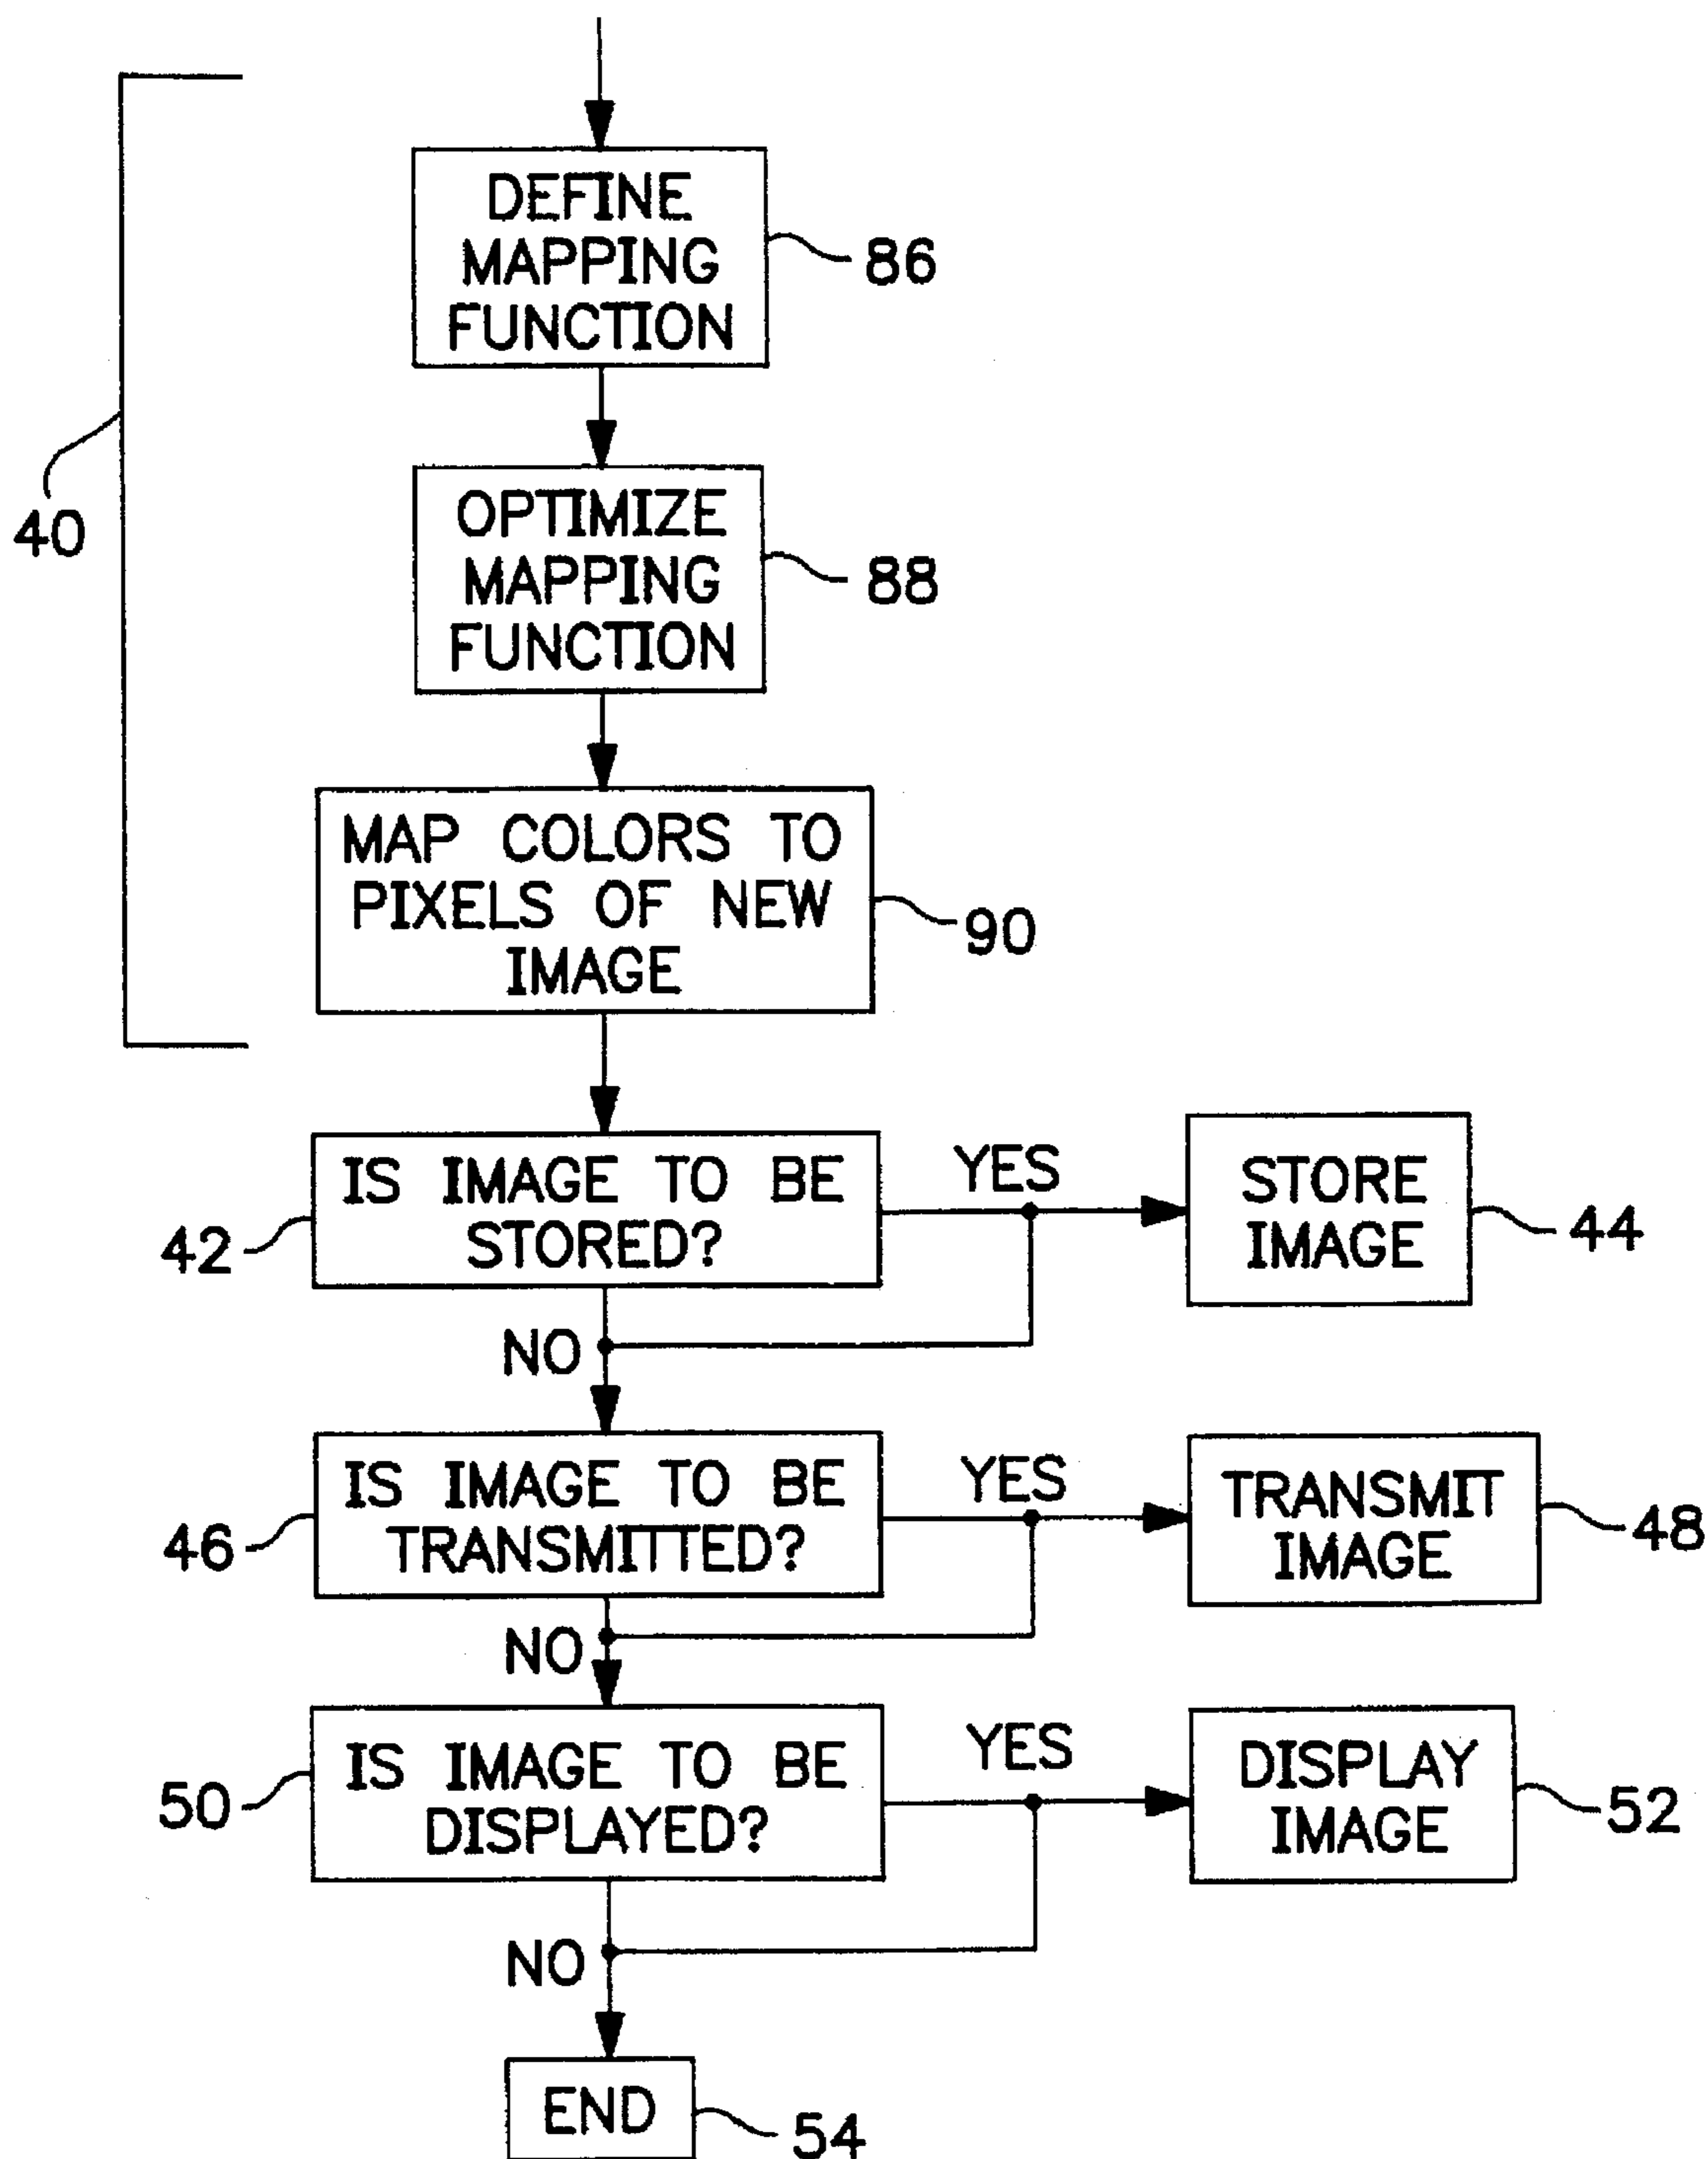 DEFINE
MAPPING
FUNCTION
86
OPTIMIZE
MAPPING
FUNCTION
88
40
MAP COLORS TO
PIXELS OF NEW
IMAGE
90
IS IMAGE TO BE
STORED?
42
YES
STORE
IMAGE
44
NO
IS IMAGE TO BE
TRANSMITTED?
46
YES
TRANSMIT
IMAGE
48
NO
IS IMAGE TO BE
DISPLAYED?
50
YES
DISPLAY
IMAGE
52
NO
END
54